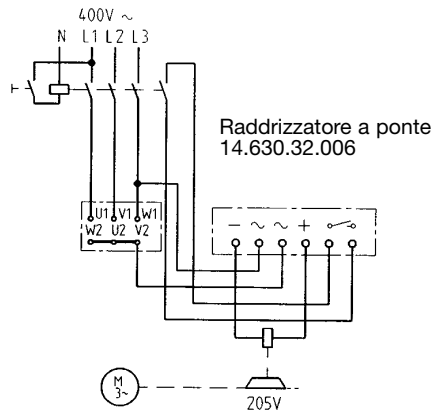 400V ~
N L1 L2 L3
Raddrizzatore a ponte
14.630.32.006
U1 V1 W1
W2 U2 V2
− ~ ~ +
M
3~
205V